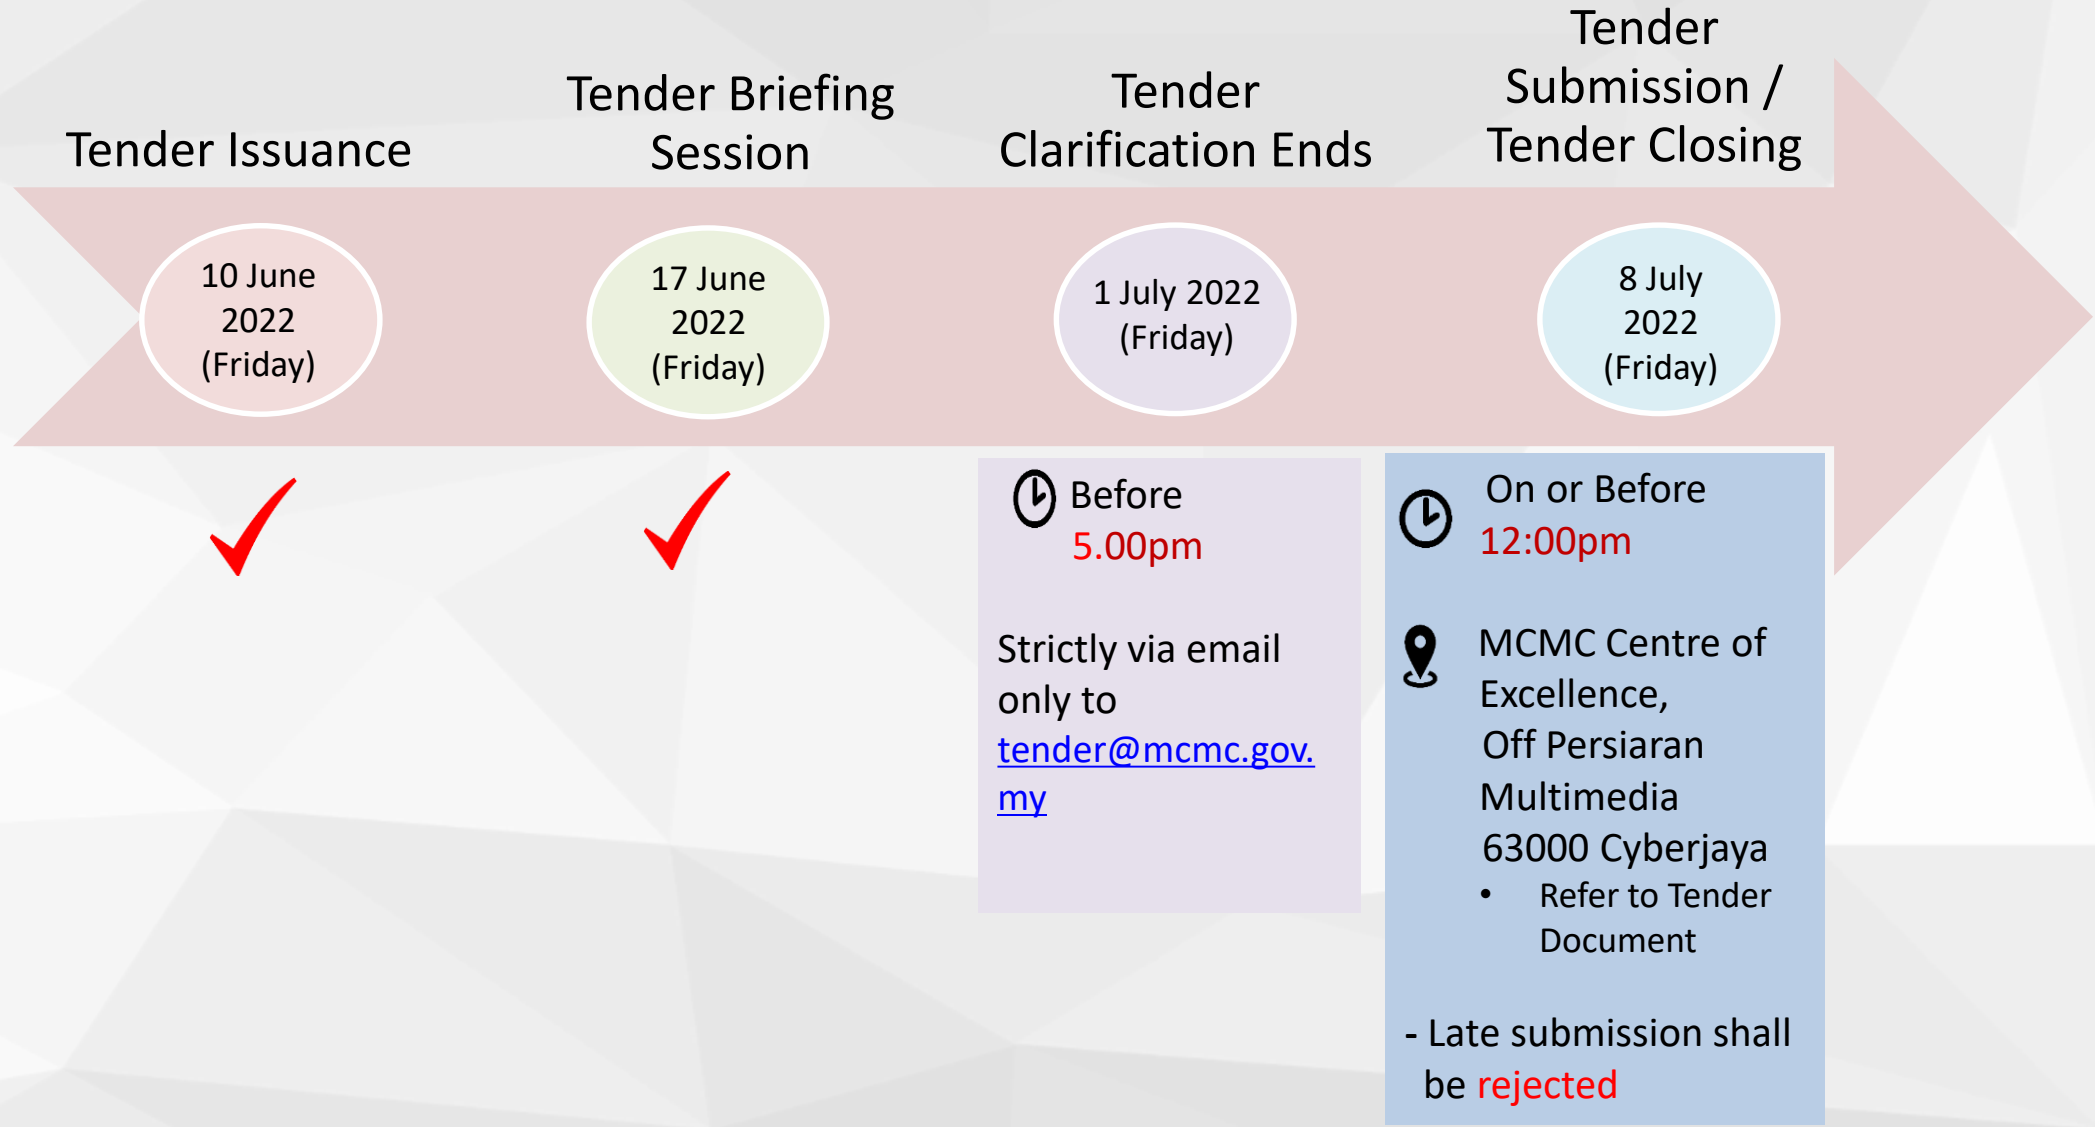 Tender Issuance
10 June
2022
(Friday)
Tender Briefing
Session
17 June
2022
(Friday)
Tender
Clarification Ends
1 July 2022
(Friday)
Before
5.00pm
Strictly via email
only to
tender@mcmc.gov.
my
Tender
Submission /
Tender Closing
8 July
2022
(Friday)
On or Before
12:00pm
MCMC Centre of
Excellence,
Off Persiaran
Multimedia
63000 Cyberjaya
• Refer to Tender
Document
- Late submission shall
be rejected